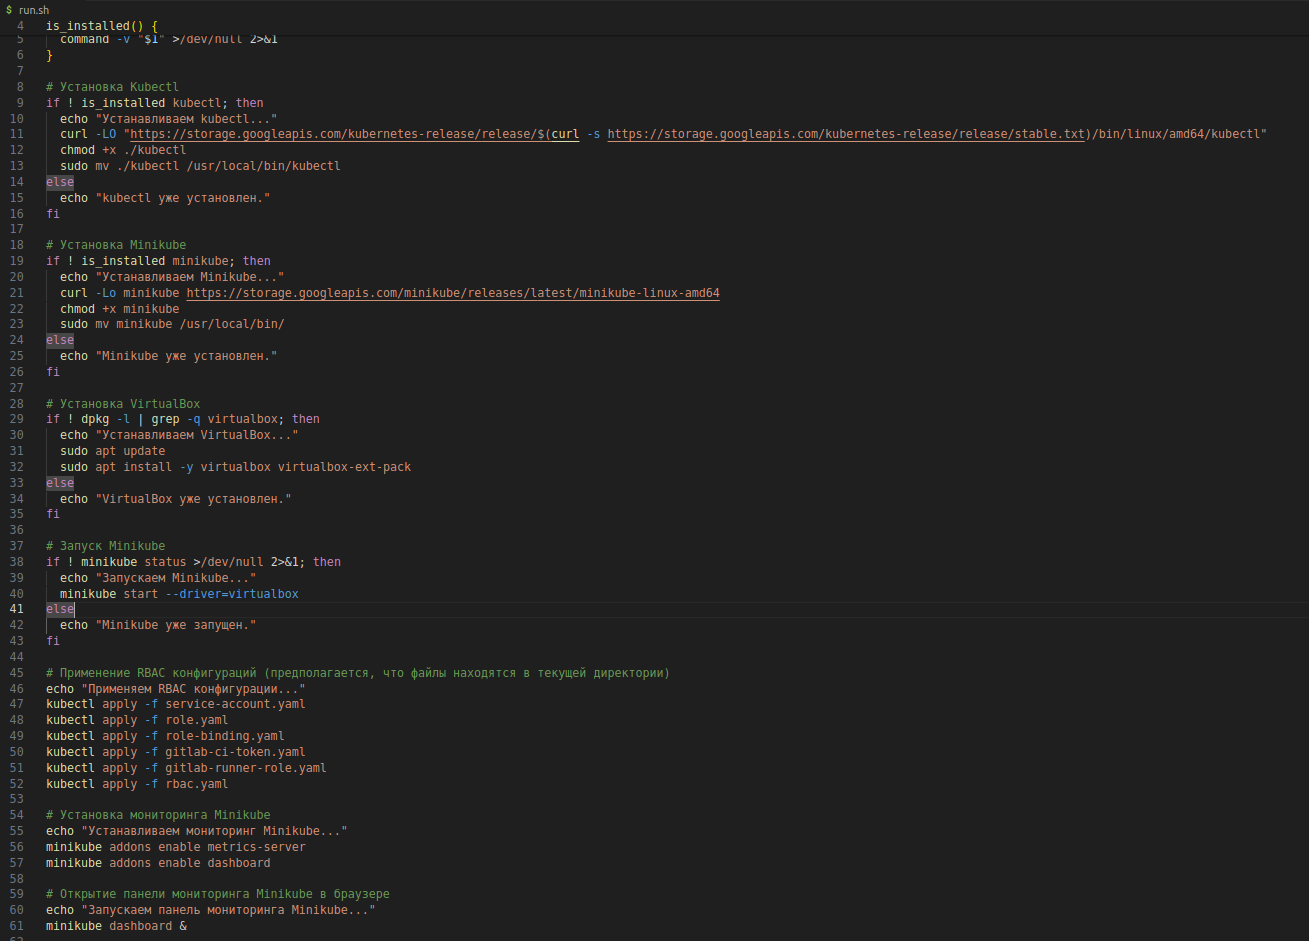 $ run.sh
4 is_installed() {
5 command -v "$1" >/dev/null 2>&1
6 }
7
8 # Установка Kubectl
9 if ! is_installed kubectl; then
10 echo "Устанавливаем kubectl..."
11 curl -LO "https://storage.googleapis.com/kubernetes-release/release/$(curl -s https://storage.googleapis.com/kubernetes-release/release/stable.txt)/bin/linux/amd64/kubectl"
12 chmod +x ./kubectl
13 sudo mv ./kubectl /usr/local/bin/kubectl
14 else
15 echo "kubectl уже установлен."
16 fi
17
18 # Установка Minikube
19 if ! is_installed minikube; then
20 echo "Устанавливаем Minikube..."
21 curl -Lo minikube https://storage.googleapis.com/minikube/releases/latest/minikube-linux-amd64
22 chmod +x minikube
23 sudo mv minikube /usr/local/bin/
24 else
25 echo "Minikube уже установлен."
26 fi
27
28 # Установка VirtualBox
29 if ! dpkg -l | grep -q virtualbox; then
30 echo "Устанавливаем VirtualBox..."
31 sudo apt update
32 sudo apt install -y virtualbox virtualbox-ext-pack
33 else
34 echo "VirtualBox уже установлен."
35 fi
36
37 # Запуск Minikube
38 if ! minikube status >/dev/null 2>&1; then
39 echo "Запускаем Minikube..."
40 minikube start --driver=virtualbox
41 else
42 echo "Minikube уже запущен."
43 fi
44
45 # Применение RBAC конфигураций (предполагается, что файлы находятся в текущей директории)
46 echo "Применяем RBAC конфигурации..."
47 kubectl apply -f service-account.yaml
48 kubectl apply -f role.yaml
49 kubectl apply -f role-binding.yaml
50 kubectl apply -f gitlab-ci-token.yaml
51 kubectl apply -f gitlab-runner-role.yaml
52 kubectl apply -f rbac.yaml
53
54 # Установка мониторинга Minikube
55 echo "Устанавливаем мониторинг Minikube..."
56 minikube addons enable metrics-server
57 minikube addons enable dashboard
58
59 # Открытие панели мониторинга Minikube в браузере
60 echo "Запускаем панель мониторинга Minikube..."
61 minikube dashboard &